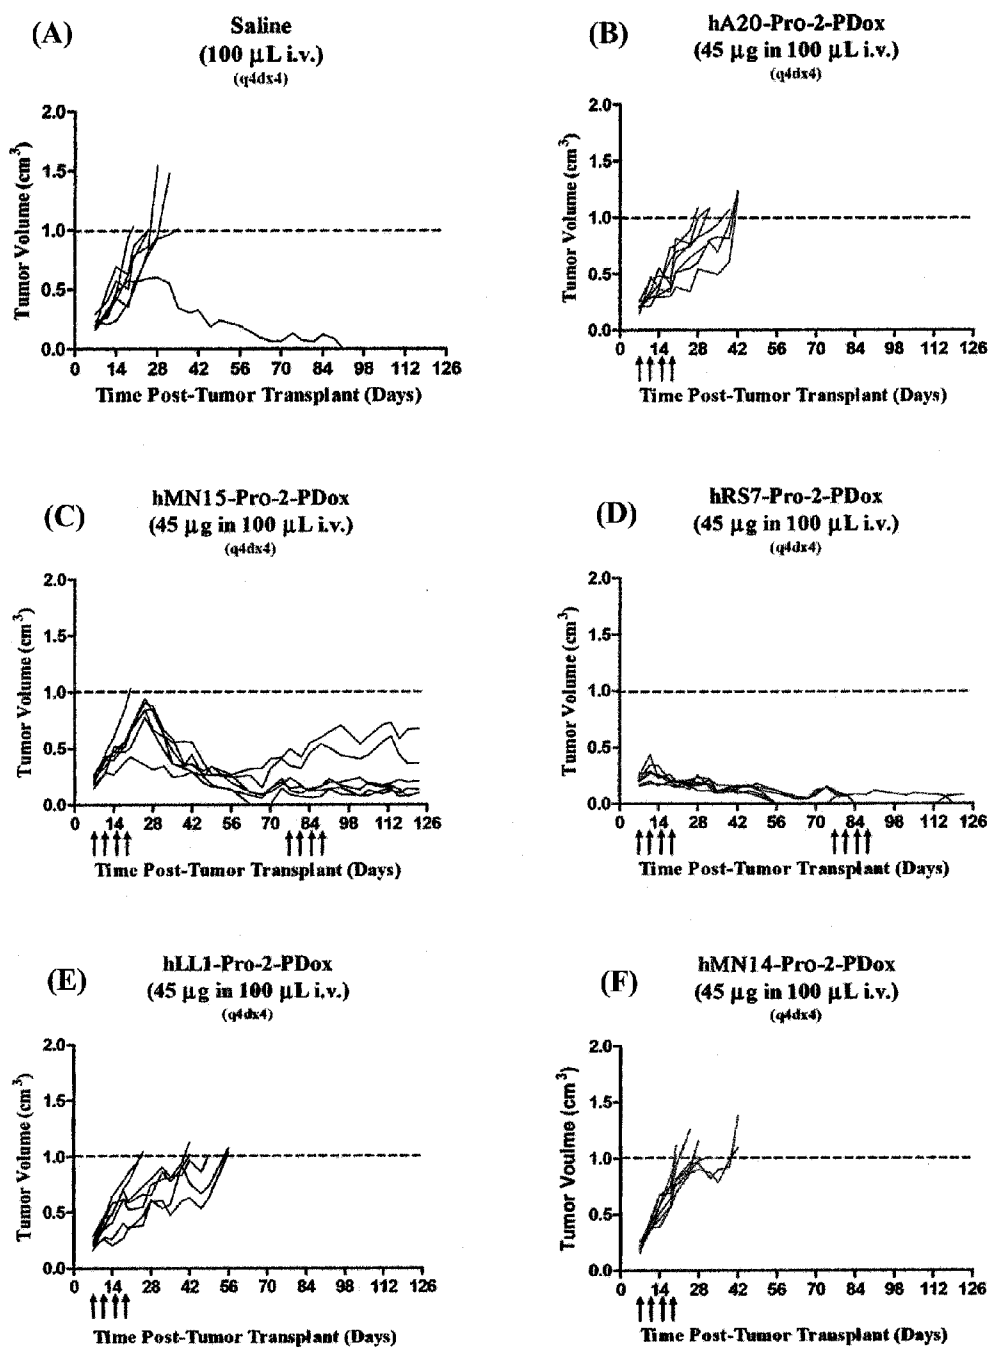 (A)
Saline
(100 µL i.v.)
(q4dx4)
2.0
1.5
1.0
0.5
0.0
Tumor Volume (cm³)
0 14 28 42 56 70 84 98 112 126
Time Post-Tumor Transplant (Days)
(B)
hA20-Pro-2-PDox
(45 µg in 100 µL i.v.)
(q4dx4)
2.0
1.5
1.0
0.5
0.0
Tumor Volume (cm³)
0 14 28 42 56 70 84 98 112 126
Time Post-Tumor Transplant (Days)
(C)
hMN15-Pro-2-PDox
(45 µg in 100 µL i.v.)
(q4dx4)
2.0
1.5
1.0
0.5
0.0
Tumor Volume (cm³)
0 14 28 42 56 70 84 98 112 126
Time Post-Tumor Transplant (Days)
(D)
hRS7-Pro-2-PDox
(45 µg in 100 µL i.v.)
(q4dx4)
2.0
1.5
1.0
0.5
0.0
Tumor Volume (cm³)
0 14 28 42 56 70 84 98 112 126
Time Post-Tumor Transplant (Days)
(E)
hLL1-Pro-2-PDox
(45 µg in 100 µL i.v.)
(q4dx4)
2.0
1.5
1.0
0.5
0.0
Tumor Volume (cm³)
0 14 28 42 56 70 84 98 112 126
Time Post-Tumor Transplant (Days)
(F)
hMN14-Pro-2-PDox
(45 µg in 100 µL i.v.)
(q4dx4)
2.0
1.5
1.0
0.5
0.0
Tumor Voulme (cm³)
0 14 28 42 56 70 84 98 112 126
Time Post-Tumor Transplant (Days)